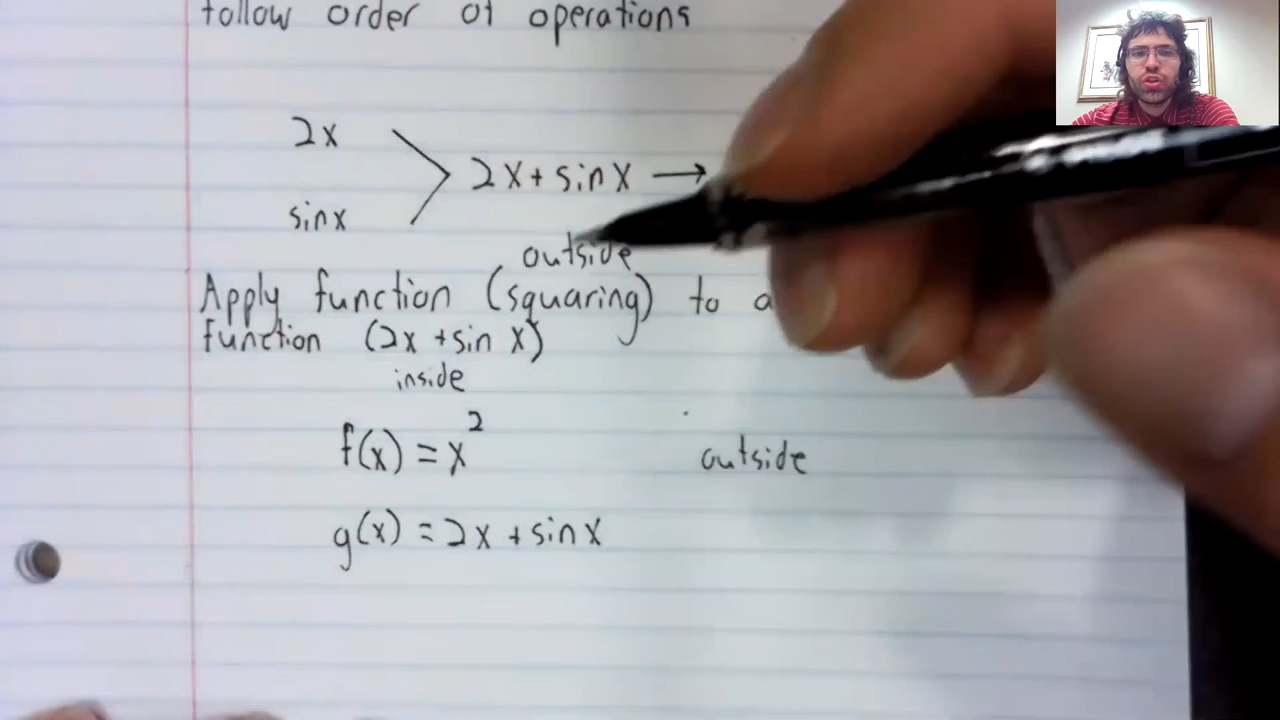 follow order of operations
2x
2x + sin x →
sin x
outside
Apply function (squaring) to a
function (2x + sin x)
inside
f(x) = x²
outside
g(x) = 2x + sin x